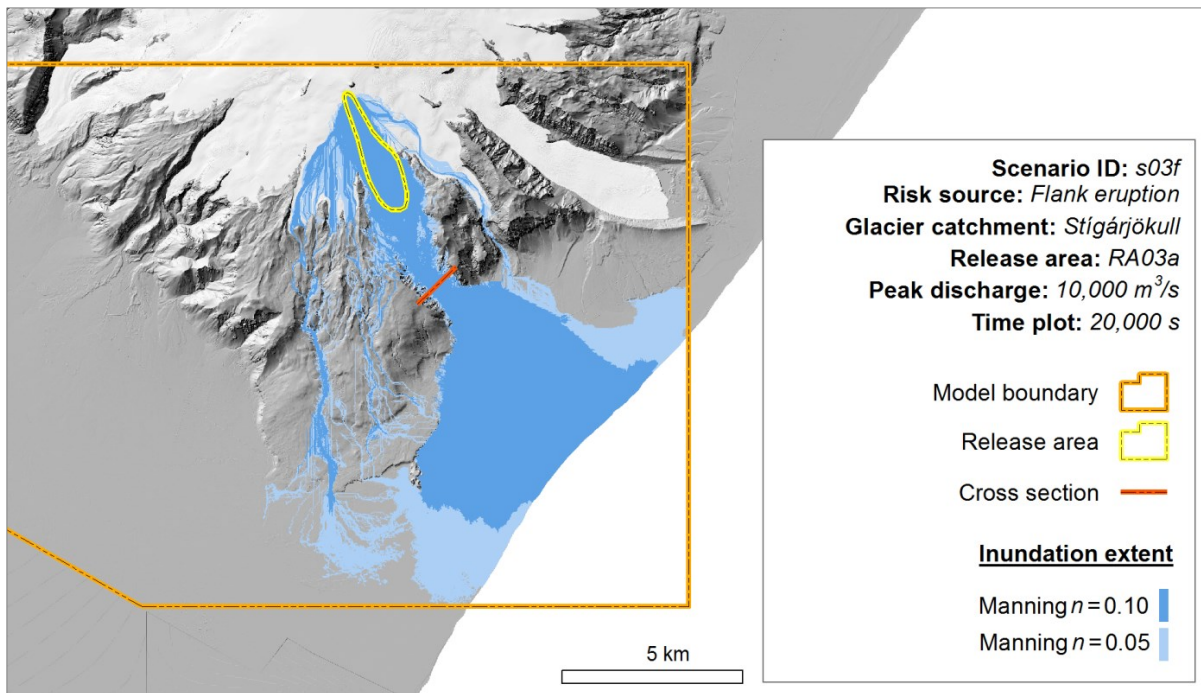 Scenario ID: s03f
Risk source: Flank eruption
Glacier catchment: Stígárjökull
Release area: RA03a
Peak discharge: 10,000 m³/s
Time plot: 20,000 s
Model boundary
Release area
Cross section
Inundation extent
Manning n = 0.10
Manning n = 0.05
5 km